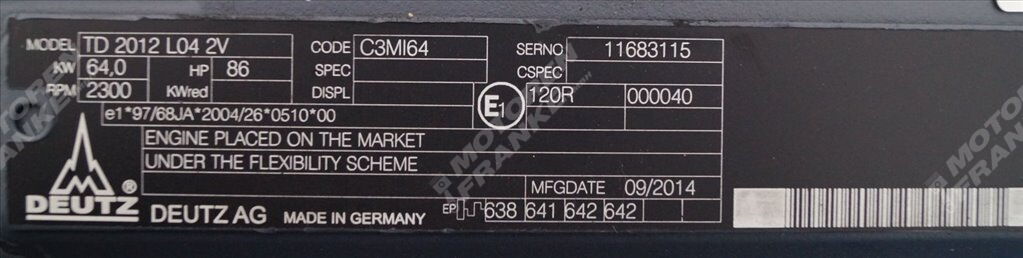 MODEL TD 2012 L04 2V CODE C3MI64 SERNO 11683115
KW 64,0 HP 86 SPEC CSPEC
RPM 2300 KWred DISPL E1 120R 000040
e1*97/68JA*2004/26*0510*00
ENGINE PLACED ON THE MARKET
UNDER THE FLEXIBILITY SCHEME
MFGDATE 09/2014
DEUTZ ® DEUTZ AG MADE IN GERMANY EP 638 641 642 642
MOTOREN
FRANKEN